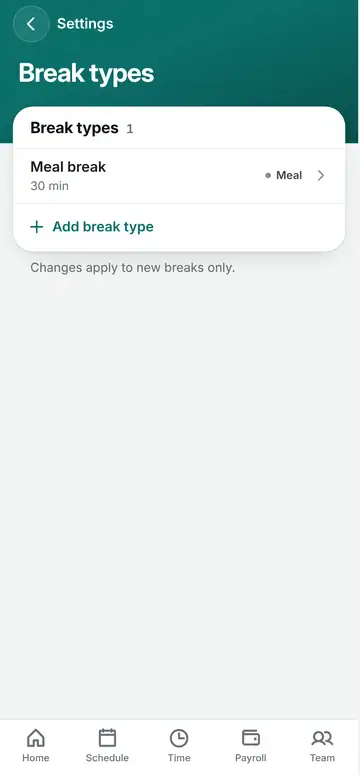 Settings
Break types
Break types 1
Meal break
30 min
Meal
Add break type
Changes apply to new breaks only.
Home
Schedule
Time
Payroll
Team